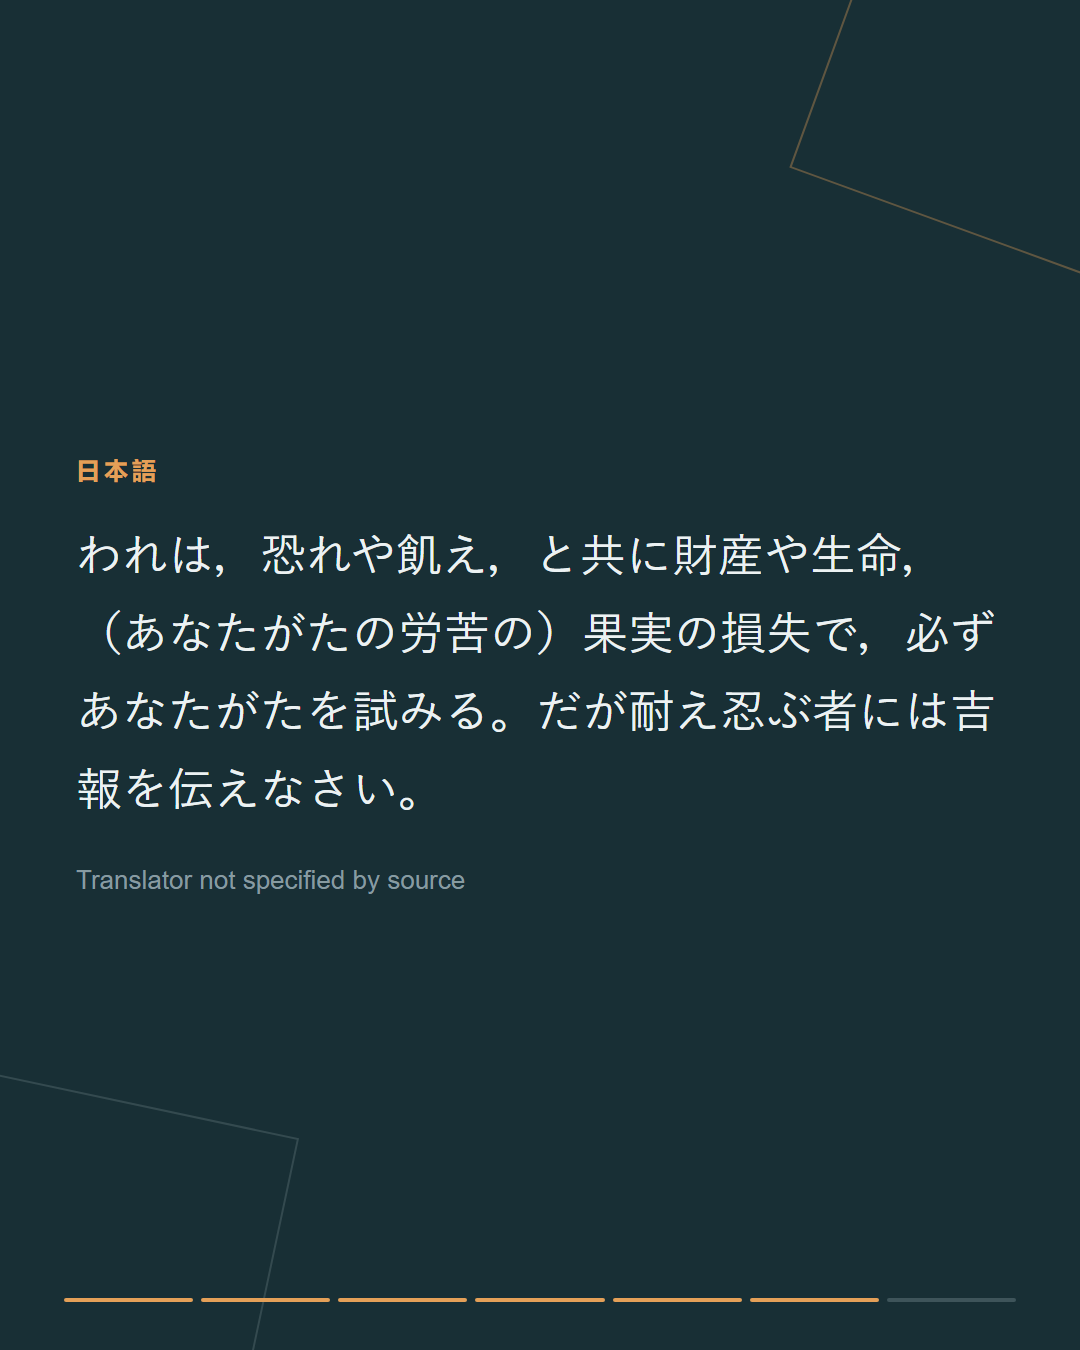 日本語
われは, 恐れや飢え, と共に財産や生命,
（あなたがたの労苦の）果実の損失で, 必ず
あなたがたを試みる。だが耐え忍ぶ者には吉
報を伝えなさい。
Translator not specified by source